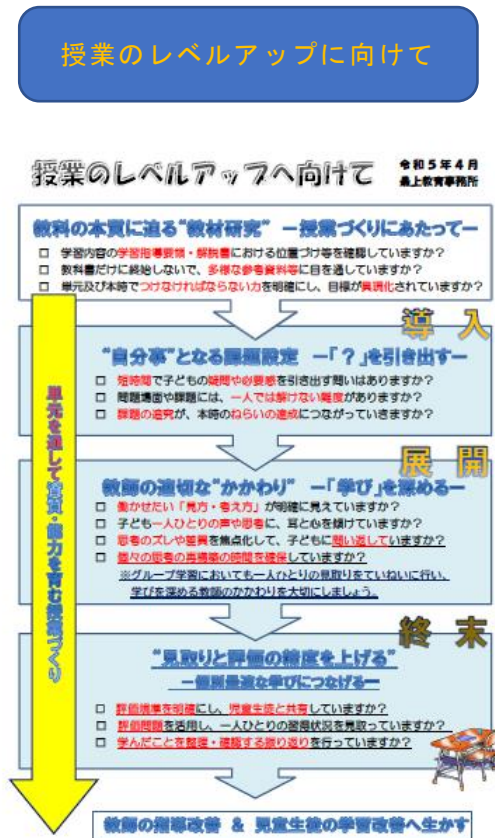 授業のレベルアップに向けて
授業のレベルアップへ向けて
令和5年4月
最上教育事務所
教科の本質に迫る“教材研究” ー授業づくりにあたってー
□ 学習内容の学習指導要領・解説書における位置づけ等を確認していますか？
□ 教科書だけに終始しないで、多様な参考資料等に目を通していますか？
□ 単元及び本時でつけなければならない力を明確にし、目標が具現化されていますか？
導入
“自分事”となる課題設定 ー「？」を引き出すー
□ 短時間で子どもの疑問や必要感を引き出す問いはありますか？
□ 問題場面や課題には、一人では解けない難度がありますか？
□ 課題の追究が、本時のねらいの達成につながっていきますか？
展開
教師の適切な“かかわり” ー「学び」を深めるー
□ 働かせたい「見方・考え方」が明確に見えていますか？
□ 子ども一人ひとりの声や思考に、耳と心を傾けていますか？
□ 思考のズレや差異を焦点化して、子どもに問い返していますか？
□ 個々の思考の再構築の時間を確保していますか？
※グループ学習においても一人ひとりの見取りをていねいに行い、
学びを深める教師のかかわりを大切にしましょう。
終末
“見取りと評価の精度を上げる”
ー個別最適な学びにつなげるー
□ 評価規準を明確にし、児童生徒と共有していますか？
□ 評価問題を活用し、一人ひとりの習得状況を見取っていますか？
□ 学んだことを整理・確認する振り返りを行っていますか？
教師の指導改善 ＆ 児童生徒の学習改善へ生かす
単元を通して資質・能力を育む授業づくり